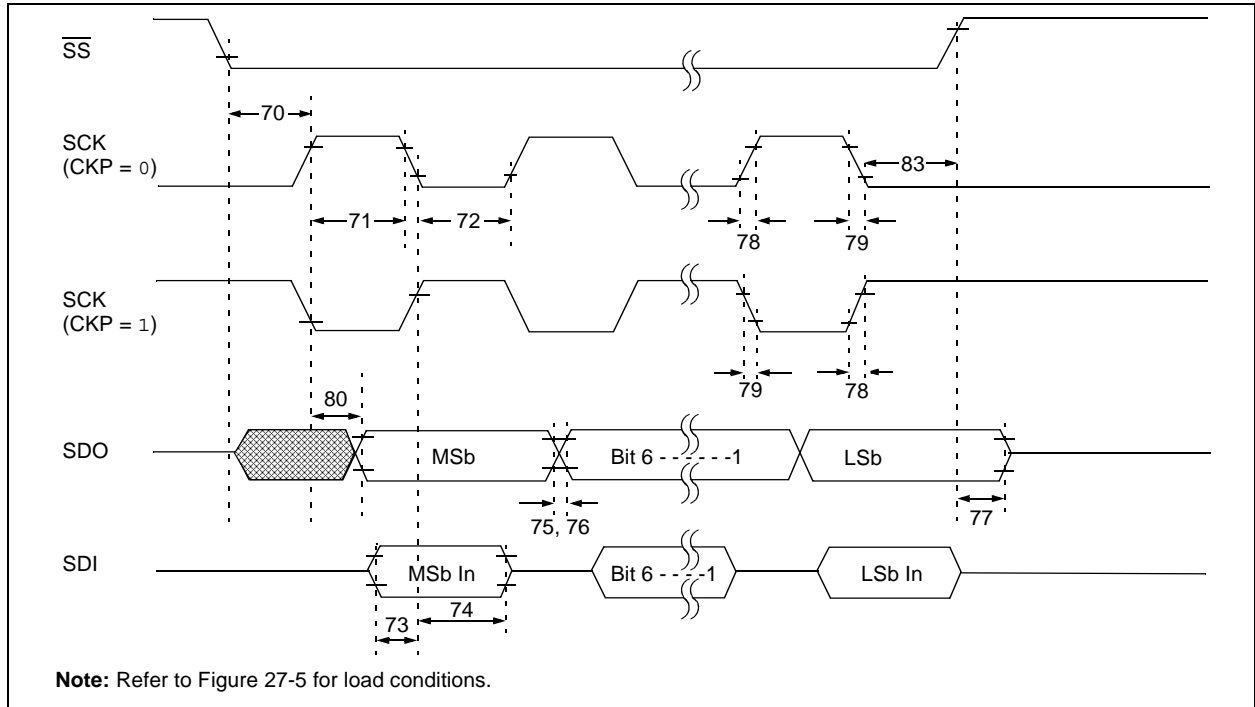 SS
70
SCK
(CKP = 0)
83
71
72
78
79
SCK
(CKP = 1)
79
78
80
SDO
MSb
Bit 6 - - - - - -1
LSb
75, 76
77
SDI
MSb In
Bit 6 - - - -1
LSb In
73
74
Note: Refer to Figure 27-5 for load conditions.